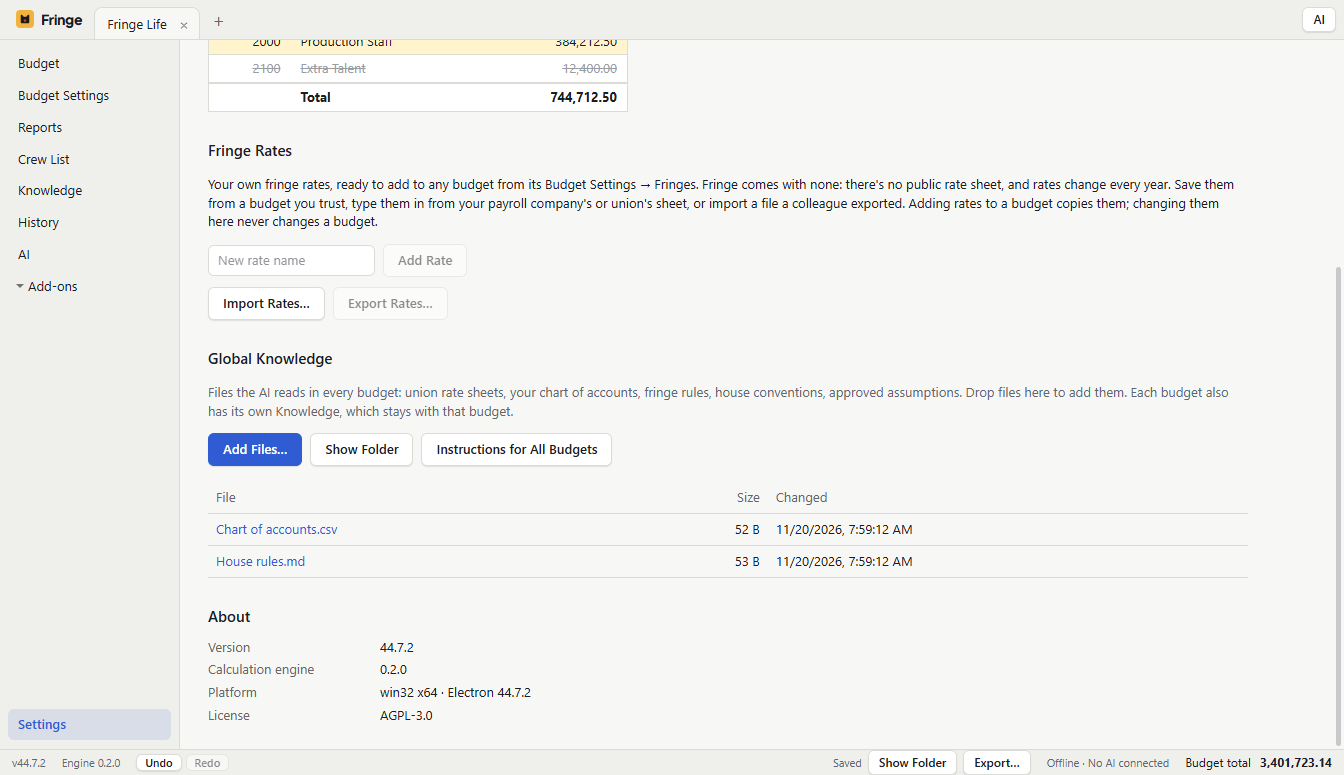 Fringe
Fringe Life ×
+
AI
Budget
Budget Settings
Reports
Crew List
Knowledge
History
AI
Add-ons
Settings
2000 Production Staff 384,212.50
2100 Extra Talent 12,400.00
Total 744,712.50
Fringe Rates
Your own fringe rates, ready to add to any budget from its Budget Settings → Fringes. Fringe comes with none: there's no public rate sheet, and rates change every year. Save them
from a budget you trust, type them in from your payroll company's or union's sheet, or import a file a colleague exported. Adding rates to a budget copies them; changing them
here never changes a budget.
New rate name Add Rate
Import Rates... Export Rates...
Global Knowledge
Files the AI reads in every budget: union rate sheets, your chart of accounts, fringe rules, house conventions, approved assumptions. Drop files here to add them. Each budget also
has its own Knowledge, which stays with that budget.
Add Files... Show Folder Instructions for All Budgets
File Size Changed
Chart of accounts.csv 52 B 11/20/2026, 7:59:12 AM
House rules.md 53 B 11/20/2026, 7:59:12 AM
About
Version 44.7.2
Calculation engine 0.2.0
Platform win32 x64 · Electron 44.7.2
License AGPL-3.0
v44.7.2 Engine 0.2.0 Undo Redo Saved Show Folder Export... Offline · No AI connected Budget total 3,401,723.14